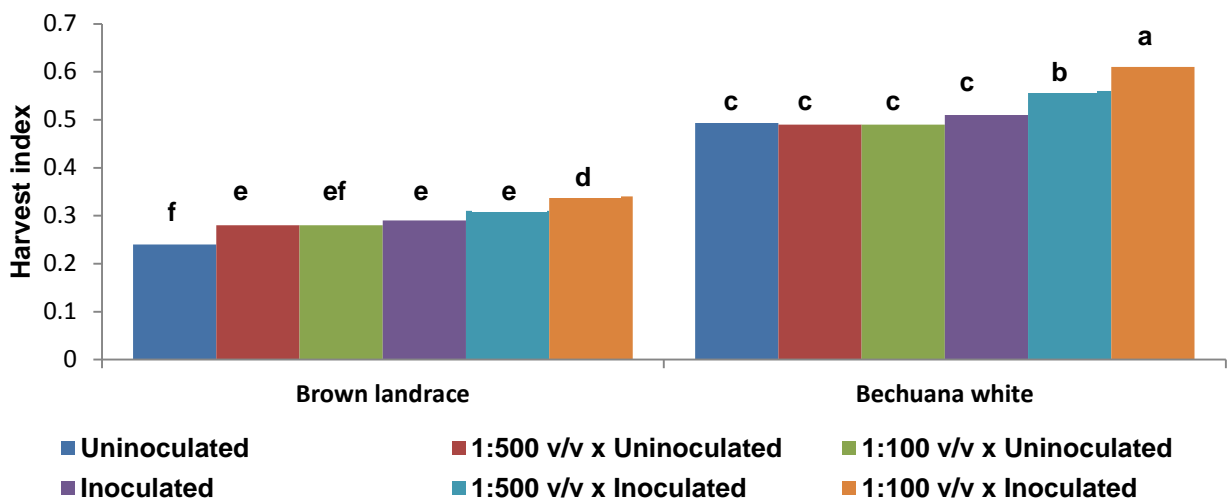 0.7
0.6
0.5
0.4
0.3
0.2
0.1
0
Harvest index
f e ef e e d c c c c b a
Brown landrace Bechuana white
Uninoculated 1:500 v/v x Uninoculated 1:100 v/v x Uninoculated
Inoculated 1:500 v/v x Inoculated 1:100 v/v x Inoculated